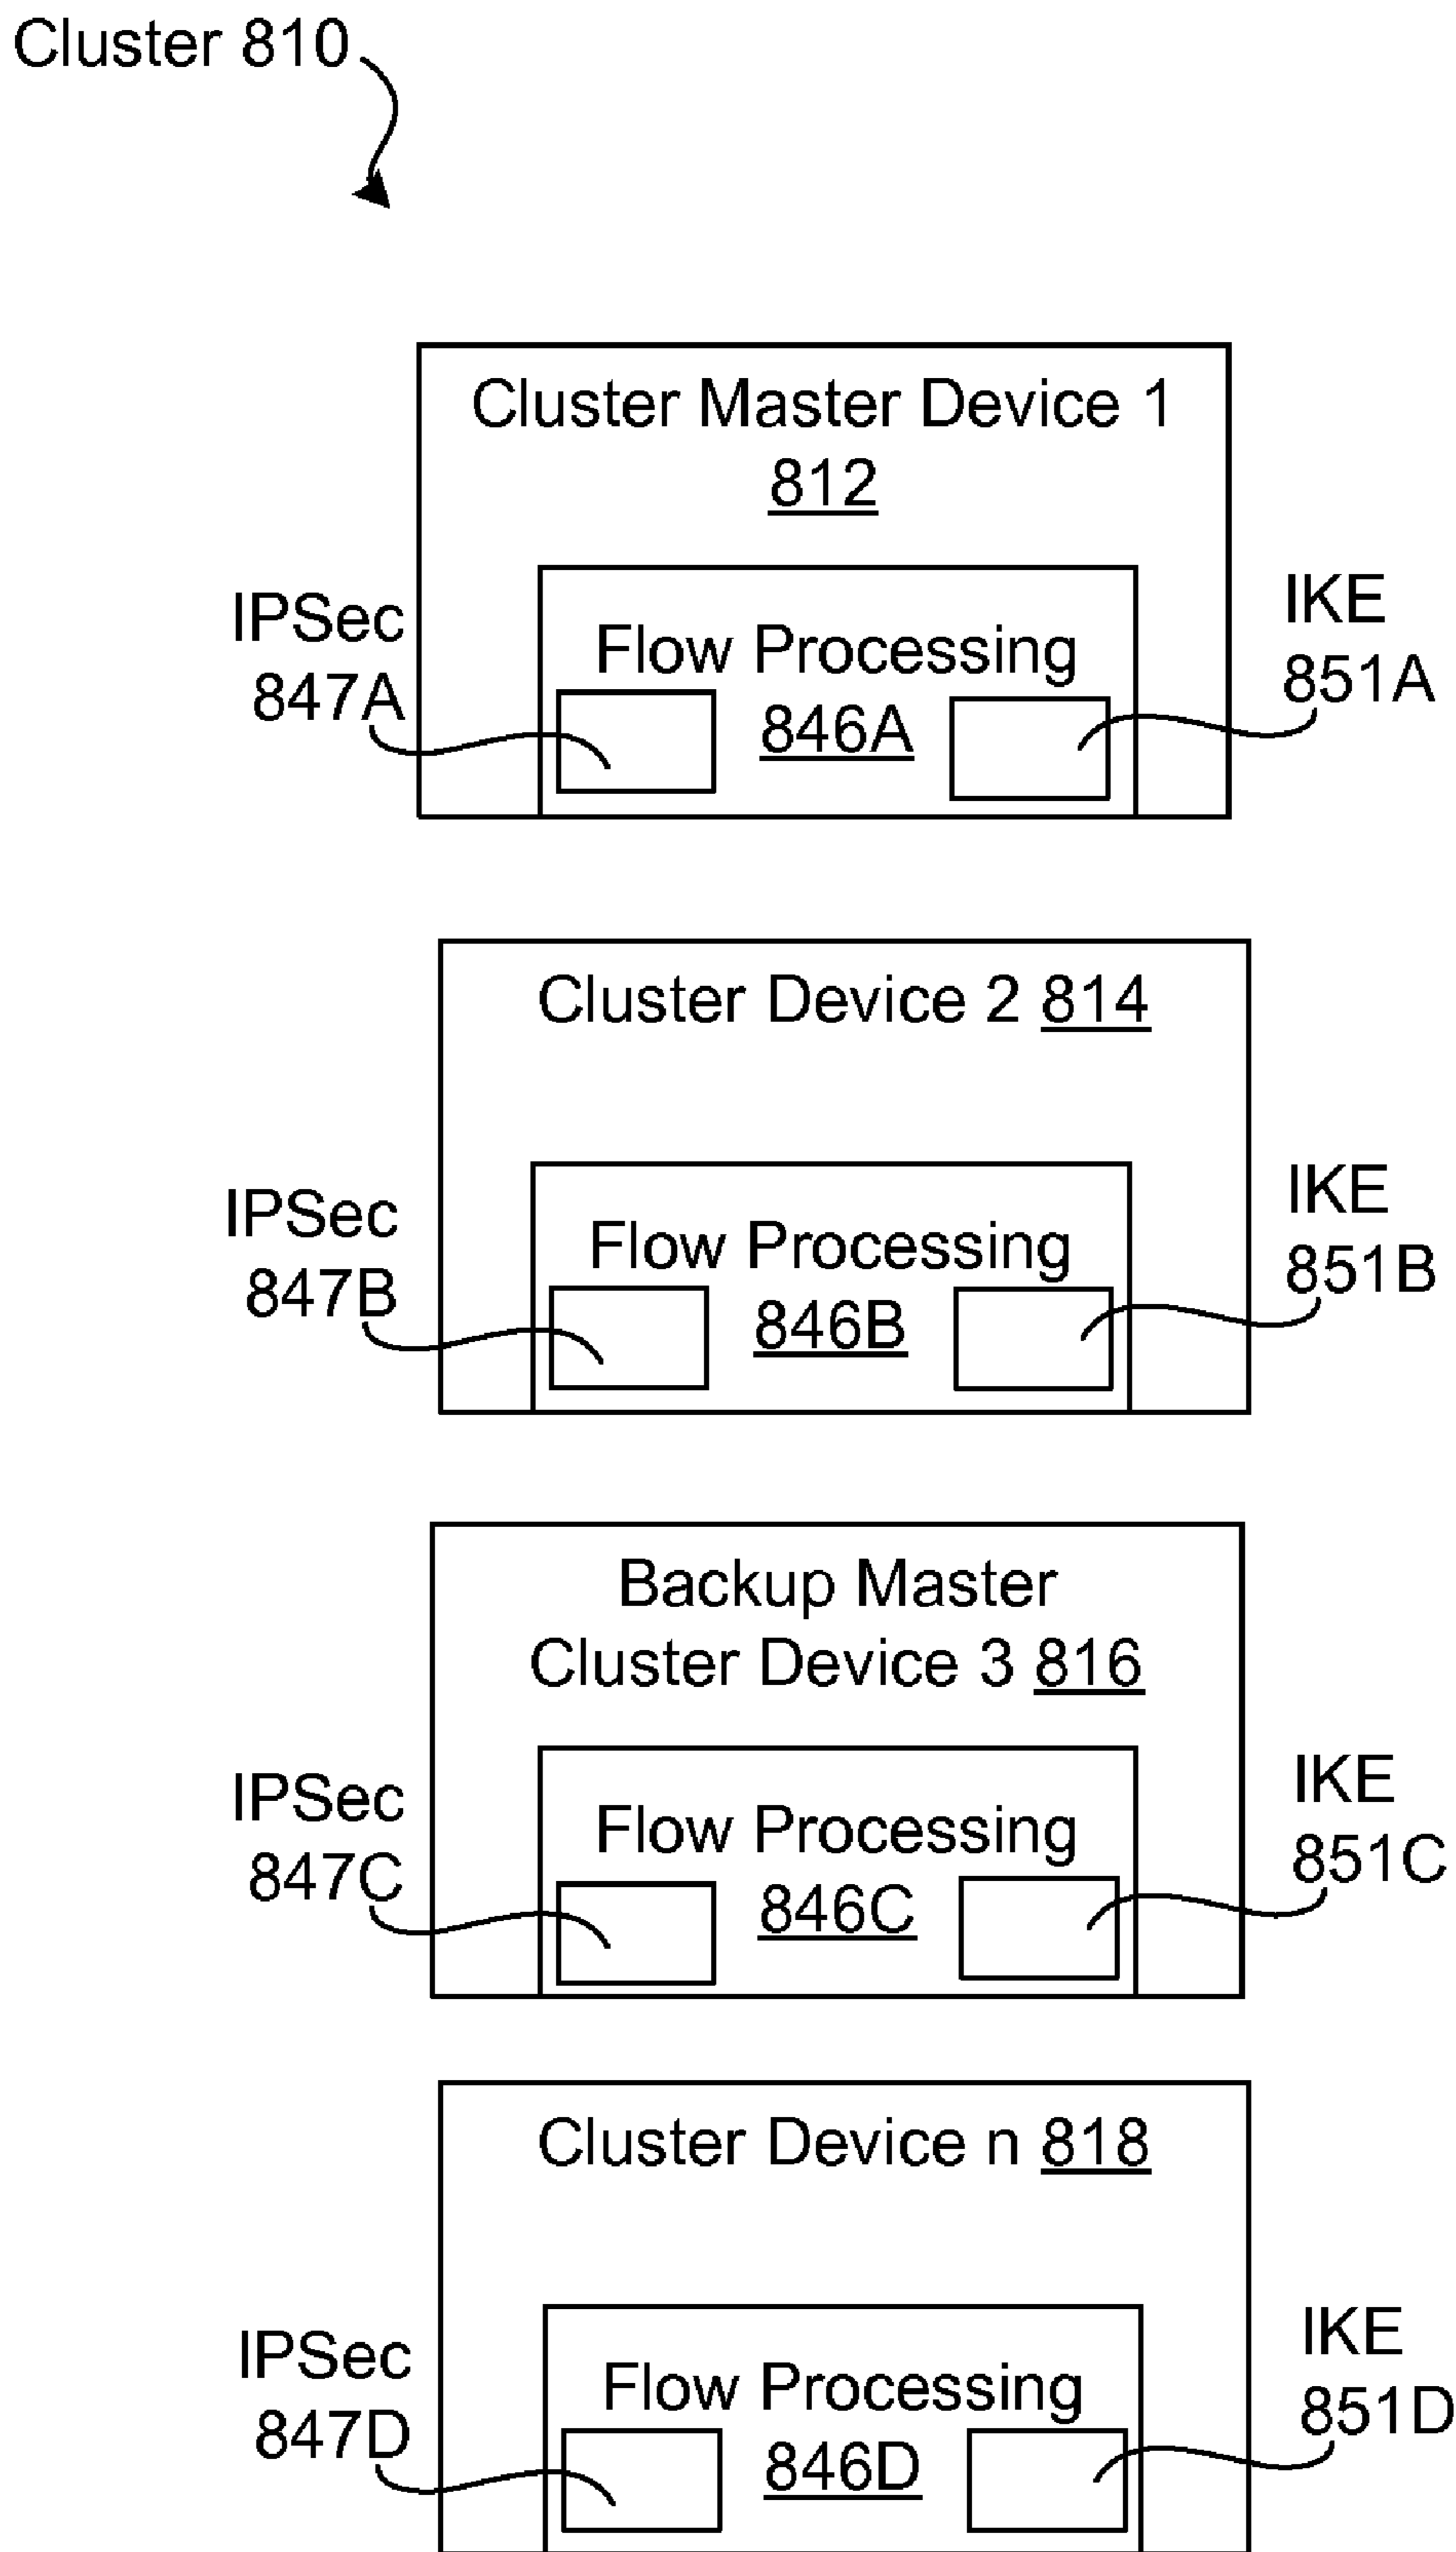 Cluster 810
Cluster Master Device 1
812
IPSec
847A
Flow Processing
846A
IKE
851A
Cluster Device 2 814
IPSec
847B
Flow Processing
846B
IKE
851B
Backup Master
Cluster Device 3 816
IPSec
847C
Flow Processing
846C
IKE
851C
Cluster Device n 818
IPSec
847D
Flow Processing
846D
IKE
851D